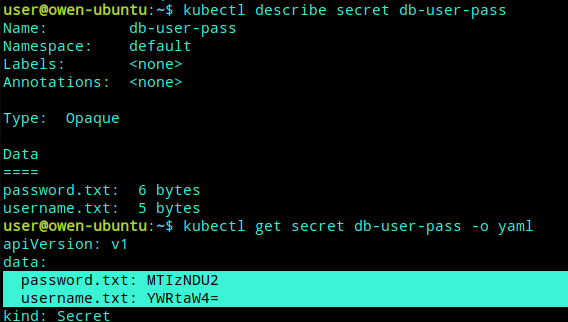 user@owen-ubuntu:~$ kubectl describe secret db-user-pass
Name:         db-user-pass
Namespace:    default
Labels:       <none>
Annotations:  <none>

Type:  Opaque

Data
====
password.txt:  6 bytes
username.txt:  5 bytes
user@owen-ubuntu:~$ kubectl get secret db-user-pass -o yaml
apiVersion: v1
data:
  password.txt: MTIzNDU2
  username.txt: YWRtaW4=
kind: Secret